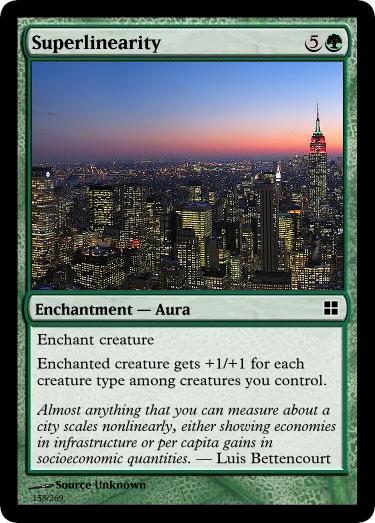 Superlinearity 5
Enchantment — Aura
Enchant creature
Enchanted creature gets +1/+1 for each
creature type among creatures you control.
Almost anything that you can measure about a
city scales nonlinearly, either showing economies
in infrastructure or per capita gains in
socioeconomic quantities. — Luis Bettencourt
Source Unknown
158/269